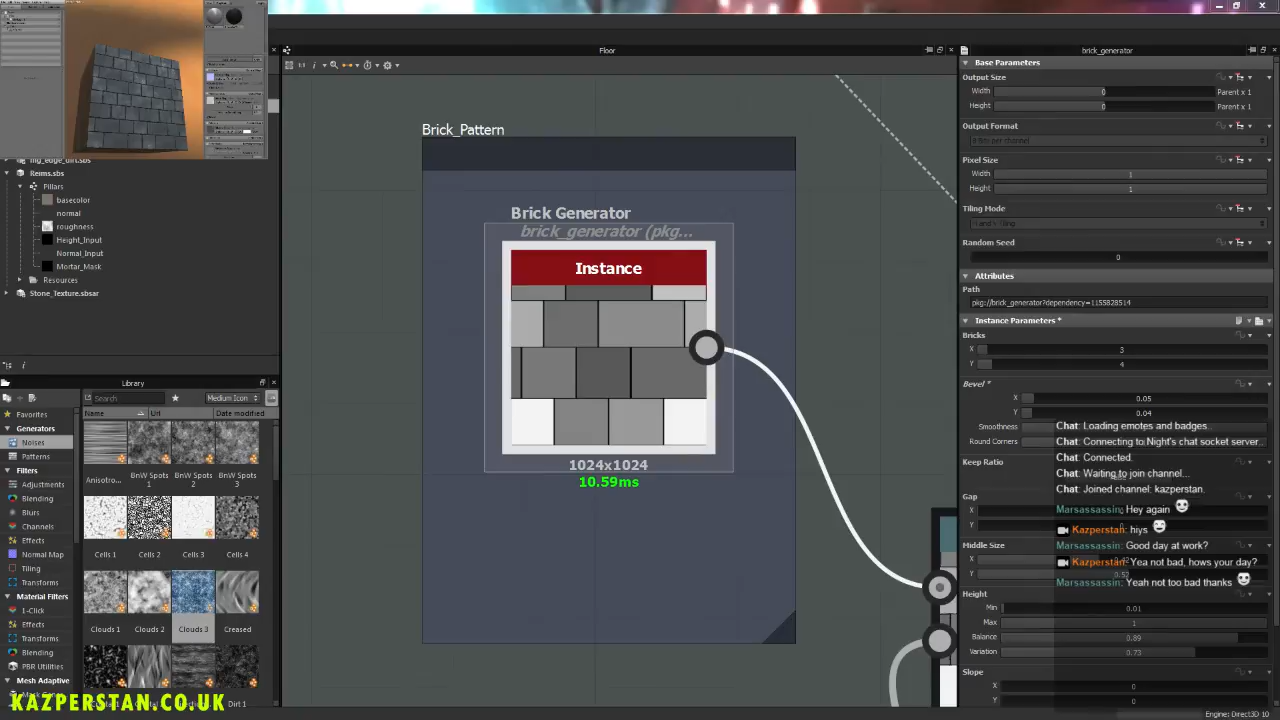 Floor
brick_generator
Base Parameters
Output Size
Width
0
Parent x 1
Height
0
Parent x 1
Output Format
8 Bits per channel
Pixel Size
Width
1
Height
1
Tiling Mode
H and V Tiling
Random Seed
0
Attributes
Path
pkg://brick_generator?dependency=1155828514
Instance Parameters *
Bricks
X
3
Y
4
Bevel *
X
0.05
Y
0.04
Smoothness
Round Corners
Keep Ratio
Gap
X
Y
Middle Size
X
Y
Height
Min
0.01
Max
1
Balance
0.89
Variation
0.73
Slope
X
0
Y
0
Engine: Direct3D 10
Chat: Loading emotes and badges..
Chat: Connecting to Night's chat socket server..
Chat: Connected.
Chat: Waiting to join channel...
Chat: Joined channel: kazperstan.
Marsassassin: Hey again
Kazperstan: hiys
Marsassassin: Good day at work?
Kazperstan: Yea not bad, hows your day?
Marsassassin: Yeah not too bad thanks
Brick_Pattern
Brick Generator
brick_generator (pkg...
Instance
1024x1024
10.59ms
Reims.sbs
Pillars
basecolor
normal
roughness
Height_Input
Normal_Input
Mortar_Mask
Resources
Stone_Texture.sbsar
Library
Search
Medium Icon
Favorites
Generators
Noises
Patterns
Filters
Adjustments
Blending
Blurs
Channels
Effects
Normal Map
Tiling
Transforms
Material Filters
1-Click
Effects
Transforms
Blending
PBR Utilities
Mesh Adaptive
Name
Url
Date modified
Anisotro...
BnW Spots 1
BnW Spots 2
BnW Spots 3
Cells 1
Cells 2
Cells 3
Cells 4
Clouds 1
Clouds 2
Clouds 3
Creased
Dirt 1
KAZPERSTAN.CO.UK